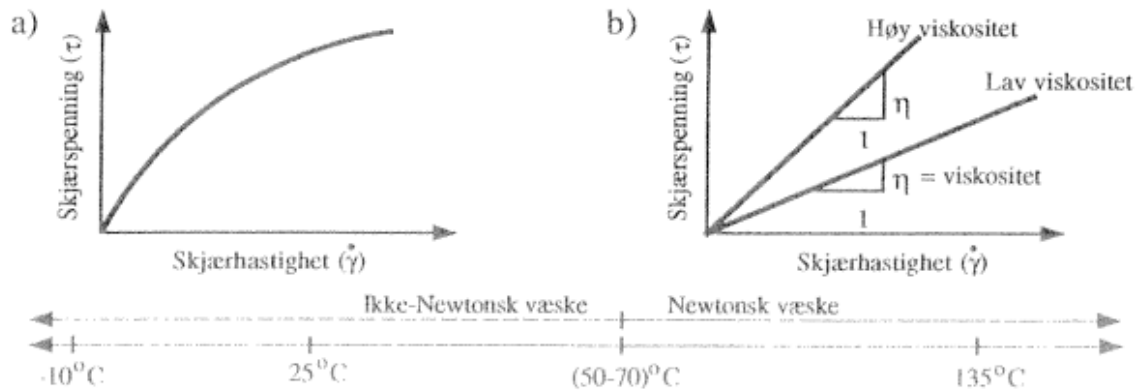 a)
Skjærspenning (τ)
Skjærhastighet (γ̇)
b)
Høy viskositet
Lav viskositet
η
1
η = viskositet
1
Skjærspenning (τ)
Skjærhastighet (γ̇)
Ikke-Newtonsk væske
Newtonsk væske
-10°C
25°C
(50-70)°C
135°C